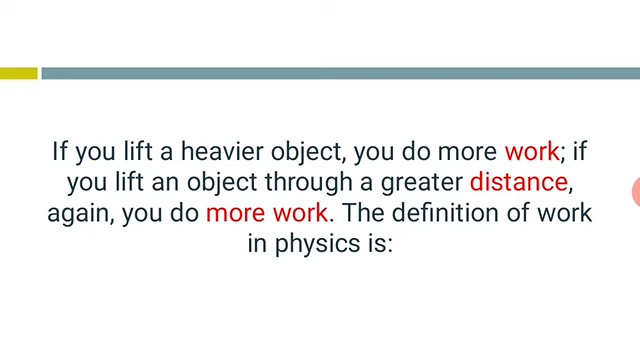 If you lift a heavier object, you do more work; if
you lift an object through a greater distance,
again, you do more work. The definition of work
in physics is: